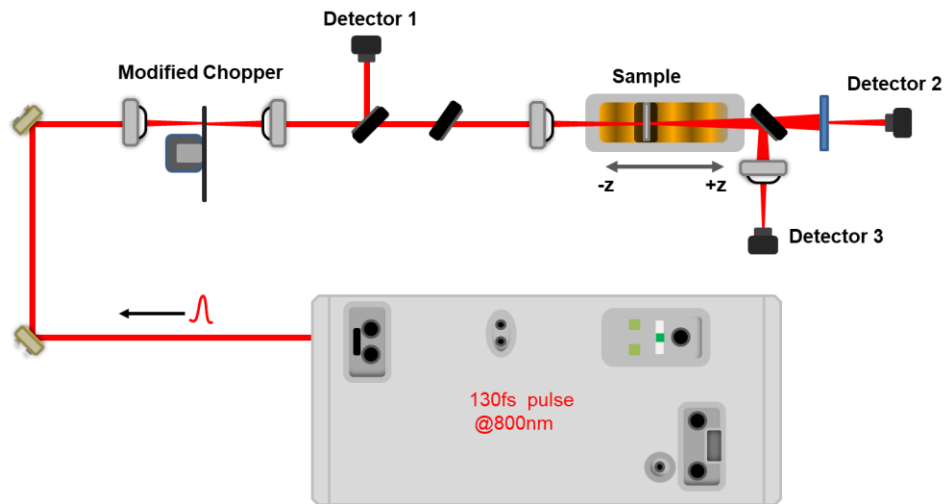 Detector 1
Modified Chopper
Sample
Detector 2
-z
+z
Detector 3
130fs pulse
@800nm